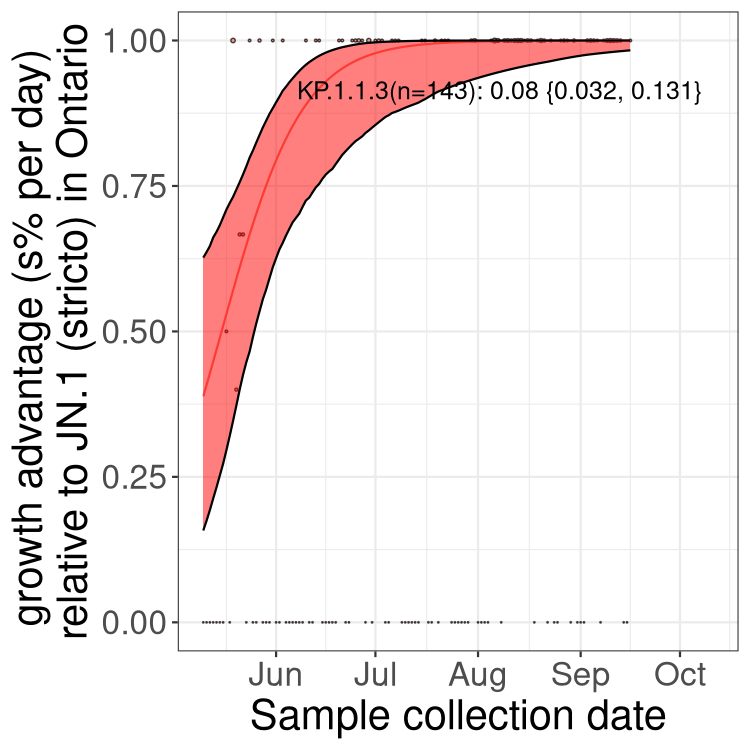 growth advantage (s% per day)
relative to JN.1 (stricto) in Ontario
1.00
0.75
0.50
0.25
0.00
KP.1.1.3(n=143): 0.08 {0.032, 0.131}
Jun Jul Aug Sep Oct
Sample collection date